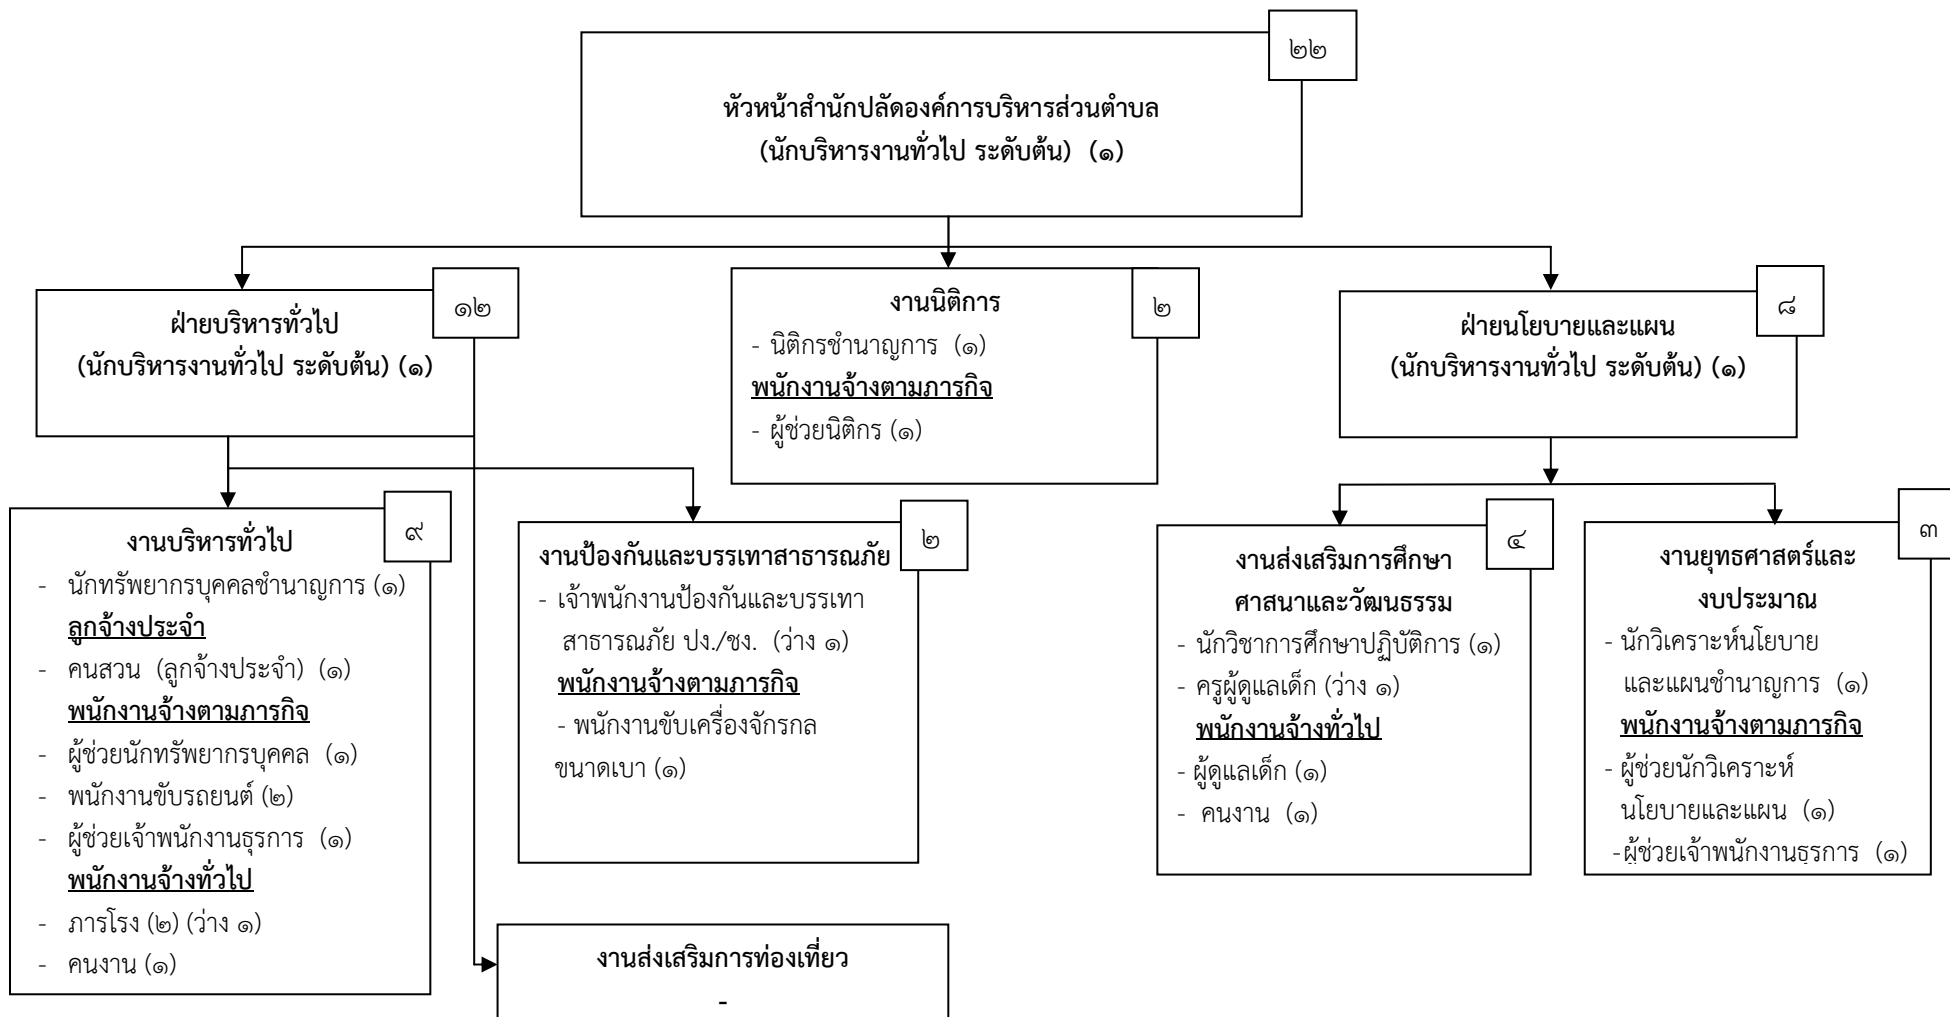 ๒๒
หัวหน้าสำนักปลัดองค์การบริหารส่วนตำบล
(นักบริหารงานทั่วไป ระดับต้น) (๑)
๑๒
ฝ่ายบริหารทั่วไป
(นักบริหารงานทั่วไป ระดับต้น) (๑)
๒
งานนิติการ
- นิติกรชำนาญการ (๑)
พนักงานจ้างตามภารกิจ
- ผู้ช่วยนิติกร (๑)
๘
ฝ่ายนโยบายและแผน
(นักบริหารงานทั่วไป ระดับต้น) (๑)
๙
งานบริหารทั่วไป
- นักทรัพยากรบุคคลชำนาญการ (๑)
ลูกจ้างประจำ
- คนสวน (ลูกจ้างประจำ) (๑)
พนักงานจ้างตามภารกิจ
- ผู้ช่วยนักทรัพยากรบุคคล (๑)
- พนักงานขับรถยนต์ (๒)
- ผู้ช่วยเจ้าพนักงานธุรการ (๑)
พนักงานจ้างทั่วไป
- ภารโรง (๒) (ว่าง ๑)
- คนงาน (๑)
๒
งานป้องกันและบรรเทาสาธารณภัย
- เจ้าพนักงานป้องกันและบรรเทา
สาธารณภัย ปง./ชง. (ว่าง ๑)
พนักงานจ้างตามภารกิจ
- พนักงานขับเครื่องจักรกล
ขนาดเบา (๑)
งานส่งเสริมการท่องเที่ยว
-
๔
งานส่งเสริมการศึกษา
ศาสนาและวัฒนธรรม
- นักวิชาการศึกษาปฏิบัติการ (๑)
- ครูผู้ดูแลเด็ก (ว่าง ๑)
พนักงานจ้างทั่วไป
- ผู้ดูแลเด็ก (๑)
- คนงาน (๑)
๓
งานยุทธศาสตร์และ
งบประมาณ
- นักวิเคราะห์นโยบาย
และแผนชำนาญการ (๑)
พนักงานจ้างตามภารกิจ
- ผู้ช่วยนักวิเคราะห์
นโยบายและแผน (๑)
-ผู้ช่วยเจ้าพนักงานธุรการ (๑)